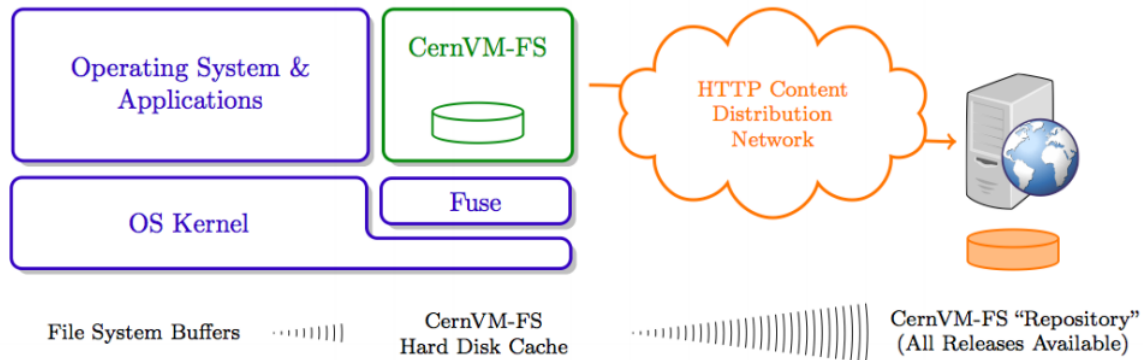 Operating System &
Applications
CernVM-FS
HTTP Content
Distribution
Network
OS Kernel
Fuse
File System Buffers
CernVM-FS
Hard Disk Cache
CernVM-FS “Repository”
(All Releases Available)